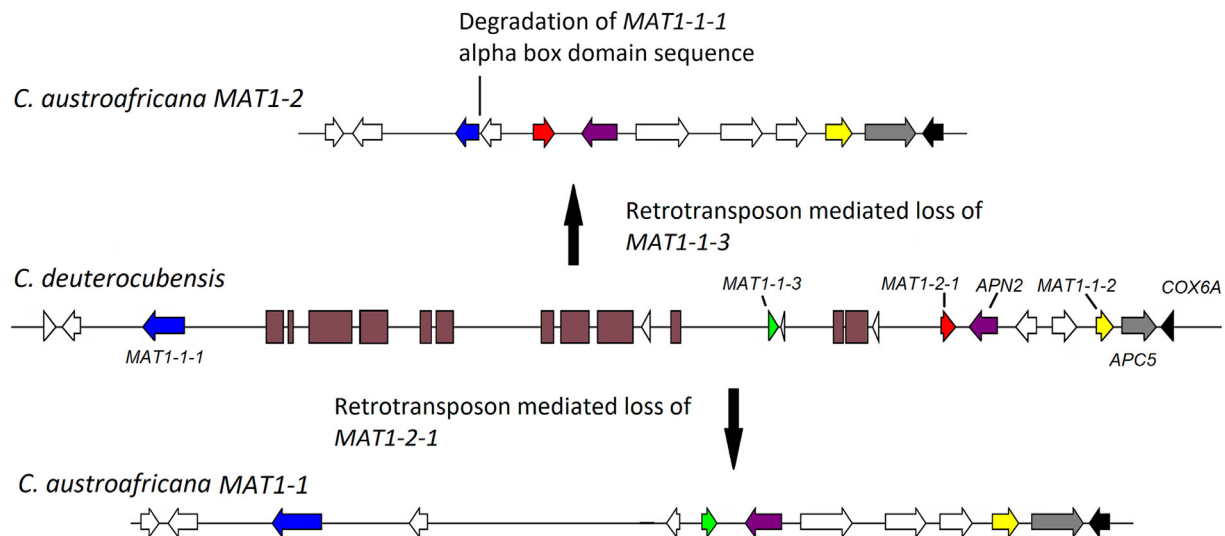 Degradation of MAT1-1-1
alpha box domain sequence
C. austroafricana MAT1-2
Retrotransposon mediated loss of
MAT1-1-3
C. deuterocubensis
MAT1-1-3
MAT1-2-1
APN2
MAT1-1-2
COX6A
MAT1-1-1
APC5
Retrotransposon mediated loss of
MAT1-2-1
C. austroafricana MAT1-1